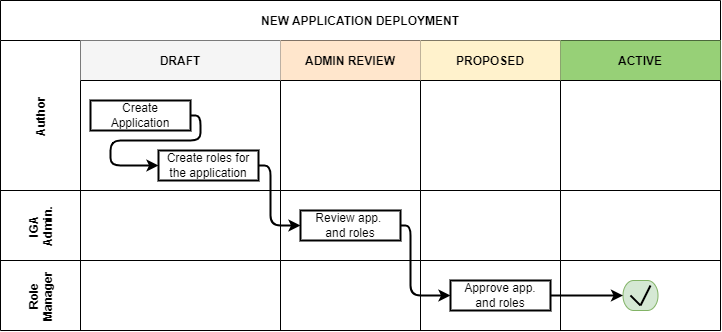 NEW APPLICATION DEPLOYMENT
DRAFT
ADMIN REVIEW
PROPOSED
ACTIVE
Author
Create
Application
Create roles for
the application
IGA
Admin.
Review app.
and roles
Role
Manager
Approve app.
and roles